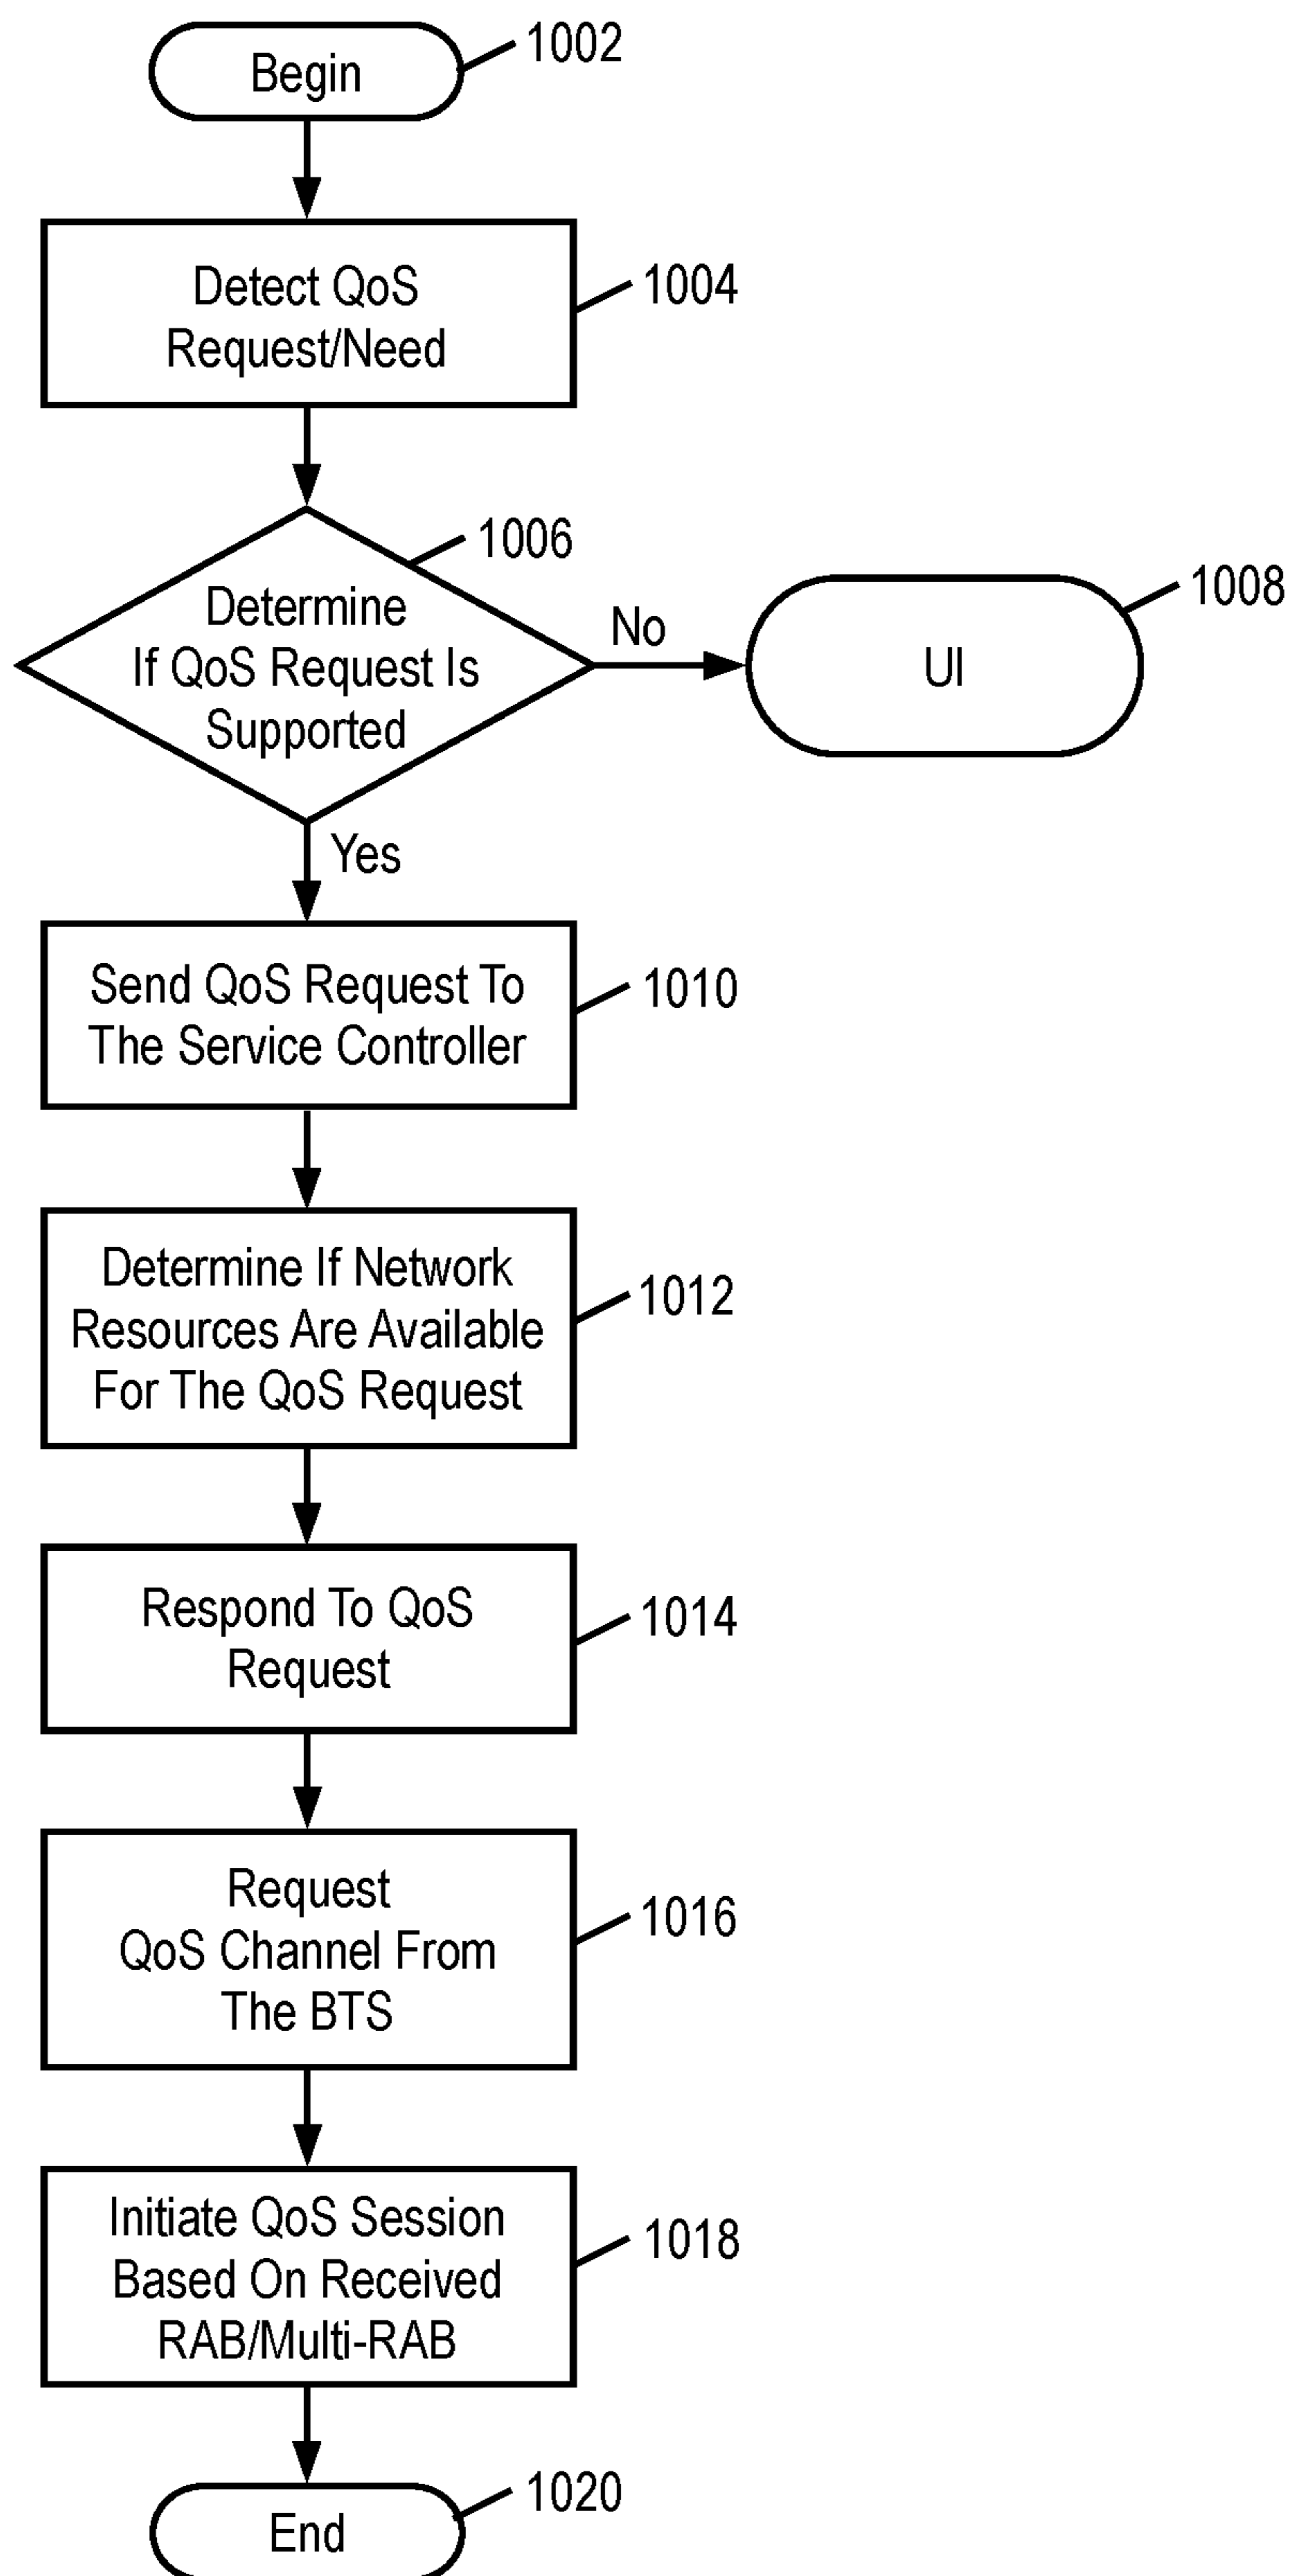 Begin
1002
Detect QoS
Request/Need
1004
1006
Determine
If QoS Request Is
Supported
No
UI
1008
Yes
Send QoS Request To
The Service Controller
1010
Determine If Network
Resources Are Available
For The QoS Request
1012
Respond To QoS
Request
1014
Request
QoS Channel From
The BTS
1016
Initiate QoS Session
Based On Received
RAB/Multi-RAB
1018
End
1020